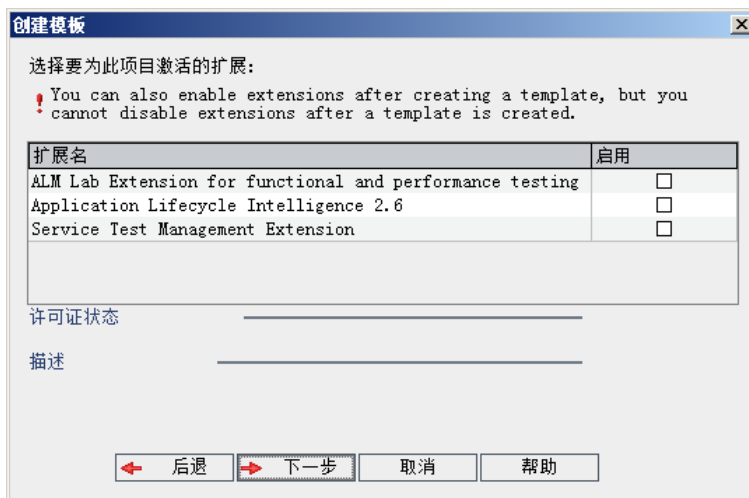 创建模板
选择要为此项目激活的扩展:
You can also enable extensions after creating a template, but you
cannot disable extensions after a template is created.
扩展名 启用
ALM Lab Extension for functional and performance testing
Application Lifecycle Intelligence 2.6
Service Test Management Extension
许可证状态
描述
后退 下一步 取消 帮助